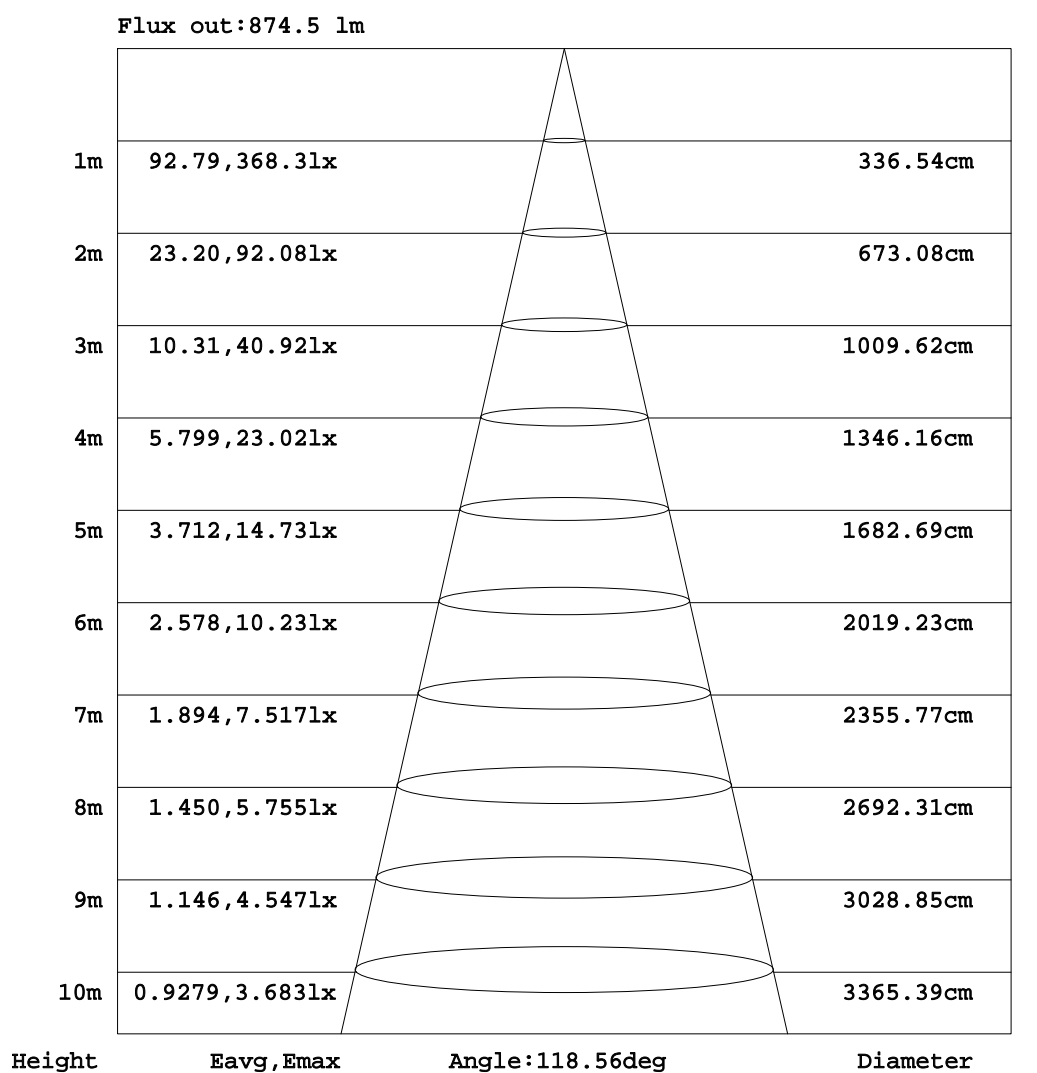 Flux out:874.5 lm
1m 92.79,368.3lx 336.54cm
2m 23.20,92.08lx 673.08cm
3m 10.31,40.92lx 1009.62cm
4m 5.799,23.02lx 1346.16cm
5m 3.712,14.73lx 1682.69cm
6m 2.578,10.23lx 2019.23cm
7m 1.894,7.517lx 2355.77cm
8m 1.450,5.755lx 2692.31cm
9m 1.146,4.547lx 3028.85cm
10m 0.9279,3.683lx 3365.39cm
Height Eavg,Emax Angle:118.56deg Diameter